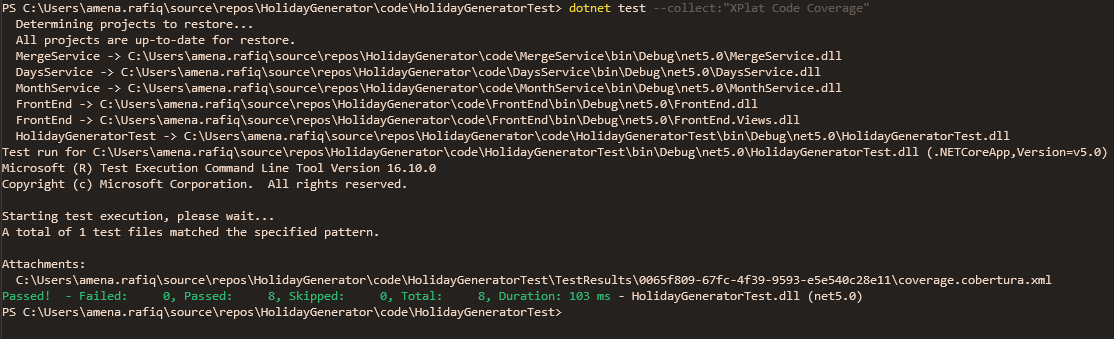 PS C:\Users\amena.rafiq\source\repos\HolidayGenerator\code\HolidayGeneratorTest> dotnet test --collect:"XPlat Code Coverage"
  Determining projects to restore...
  All projects are up-to-date for restore.
  MergeService -> C:\Users\amena.rafiq\source\repos\HolidayGenerator\code\MergeService\bin\Debug\net5.0\MergeService.dll
  DaysService -> C:\Users\amena.rafiq\source\repos\HolidayGenerator\code\DaysService\bin\Debug\net5.0\DaysService.dll
  MonthService -> C:\Users\amena.rafiq\source\repos\HolidayGenerator\code\MonthService\bin\Debug\net5.0\MonthService.dll
  FrontEnd -> C:\Users\amena.rafiq\source\repos\HolidayGenerator\code\FrontEnd\bin\Debug\net5.0\FrontEnd.dll
  FrontEnd -> C:\Users\amena.rafiq\source\repos\HolidayGenerator\code\FrontEnd\bin\Debug\net5.0\FrontEnd.Views.dll
  HolidayGeneratorTest -> C:\Users\amena.rafiq\source\repos\HolidayGenerator\code\HolidayGeneratorTest\bin\Debug\net5.0\HolidayGeneratorTest.dll
Test run for C:\Users\amena.rafiq\source\repos\HolidayGenerator\code\HolidayGeneratorTest\bin\Debug\net5.0\HolidayGeneratorTest.dll (.NETCoreApp,Version=v5.0)
Microsoft (R) Test Execution Command Line Tool Version 16.10.0
Copyright (c) Microsoft Corporation.  All rights reserved.

Starting test execution, please wait...
A total of 1 test files matched the specified pattern.

Attachments:
  C:\Users\amena.rafiq\source\repos\HolidayGenerator\code\HolidayGeneratorTest\TestResults\0065f809-67fc-4f39-9593-e5e540c28e11\coverage.cobertura.xml
Passed!  - Failed:     0, Passed:     8, Skipped:     0, Total:     8, Duration: 103 ms - HolidayGeneratorTest.dll (net5.0)
PS C:\Users\amena.rafiq\source\repos\HolidayGenerator\code\HolidayGeneratorTest>